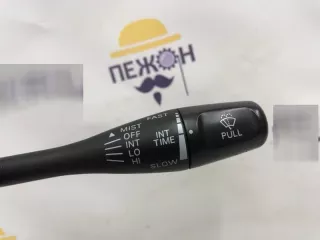 ПЕЖОН
FAST
MIST
OFF
INT
LO
HI
INT
TIME
SLOW
PULL